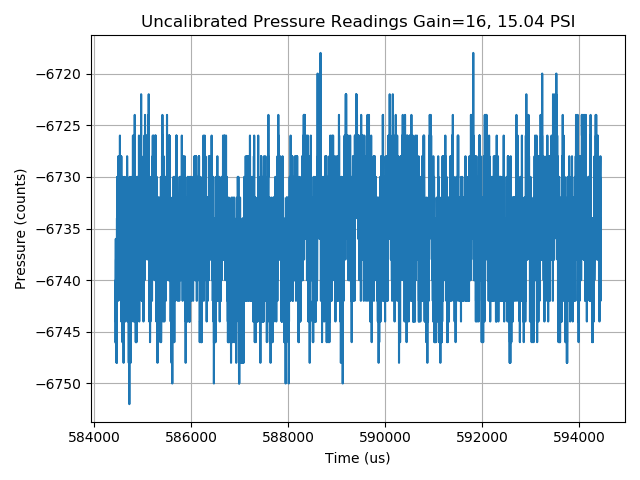 Uncalibrated Pressure Readings Gain=16, 15.04 PSI
Pressure (counts)
−6720
−6725
−6730
−6735
−6740
−6745
−6750
584000 586000 588000 590000 592000 594000
Time (us)